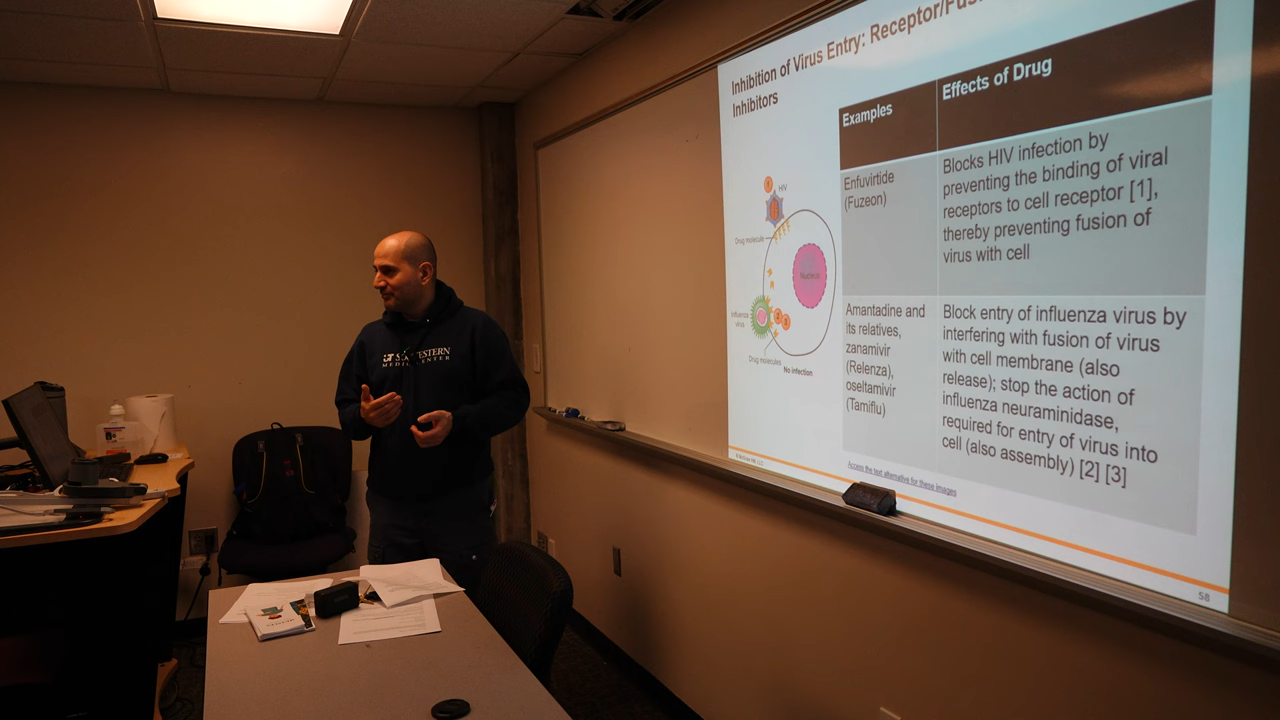 Inhibition of Virus Entry: Receptor/Fusi
Inhibitors
Examples
Effects of Drug
Enfuvirtide
(Fuzeon)
Blocks HIV infection by
preventing the binding of viral
receptors to cell receptor [1],
thereby preventing fusion of
virus with cell
Amantadine and
its relatives,
zanamivir
(Relenza),
oseltamivir
(Tamiflu)
Block entry of influenza virus by
interfering with fusion of virus
with cell membrane (also
release); stop the action of
influenza neuraminidase,
required for entry of virus into
cell (also assembly) [2] [3]
1
HIV
Drug molecule
Nucleus
Influenza
virus
2 3
Drug molecules
No infection
Access the text alternative for these images
58
UT SOUTHWESTERN
MEDICAL CENTER